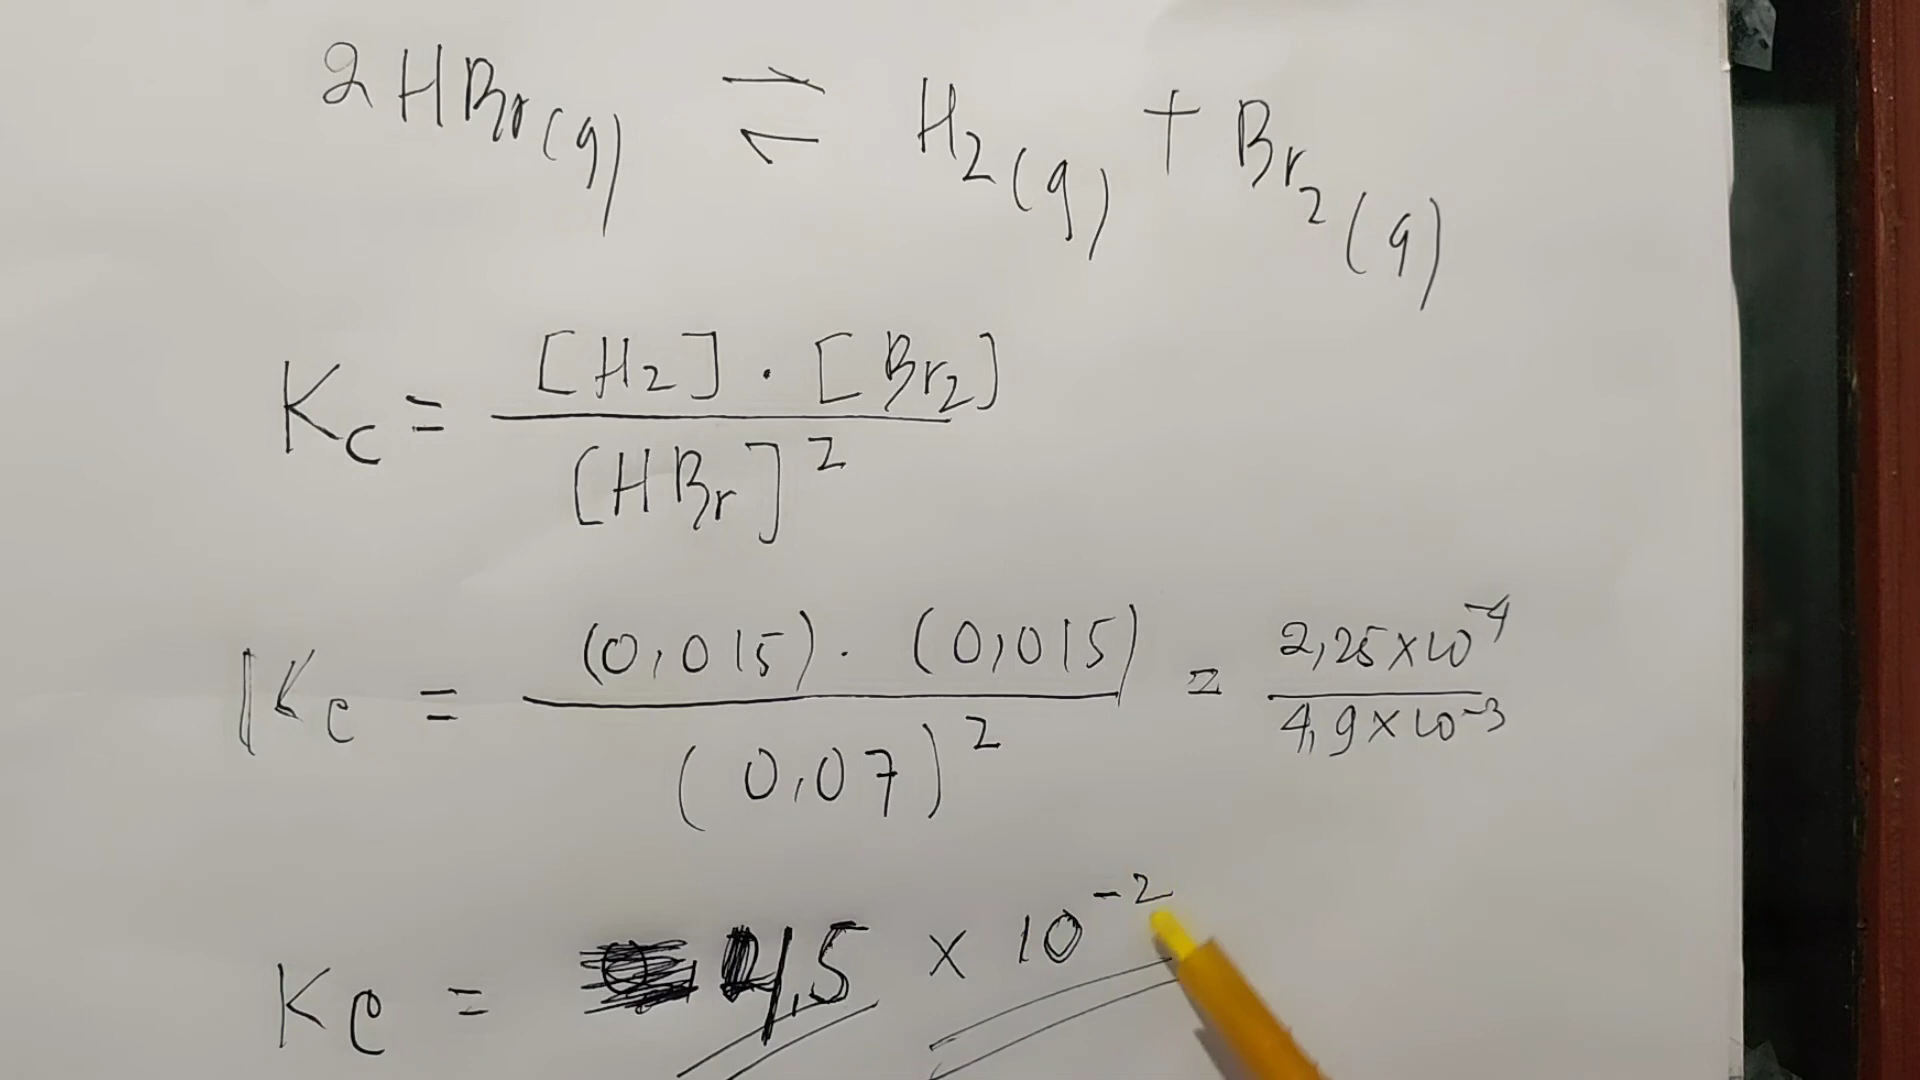 2HBr(g) ⇌ H₂(g) + Br₂(g)
Kc = [H₂] · [Br₂] / [HBr]²
Kc = (0,015) · (0,015) / (0,07)² = 2,25 × 10⁻⁴ / 4,9 × 10⁻³
Kc = 4,5 × 10⁻²